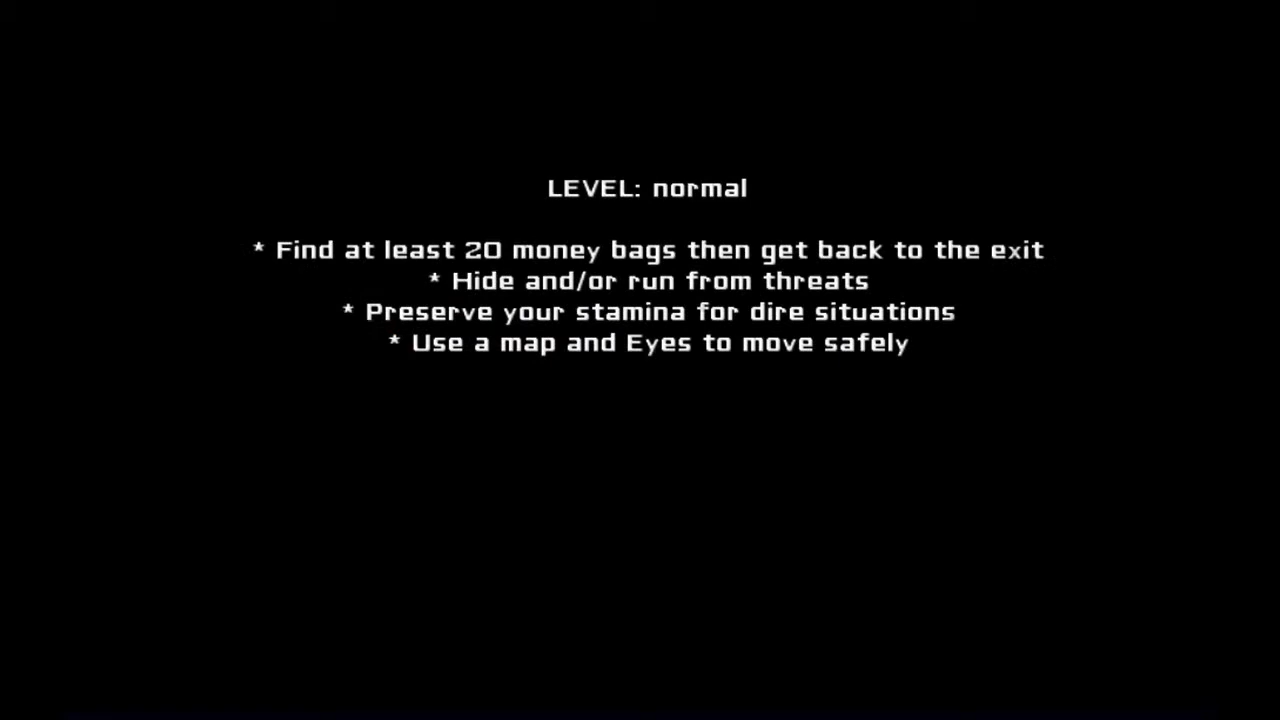 LEVEL: normal
* Find at least 20 money bags then get back to the exit
* Hide and/or run from threats
* Preserve your stamina for dire situations
* Use a map and Eyes to move safely